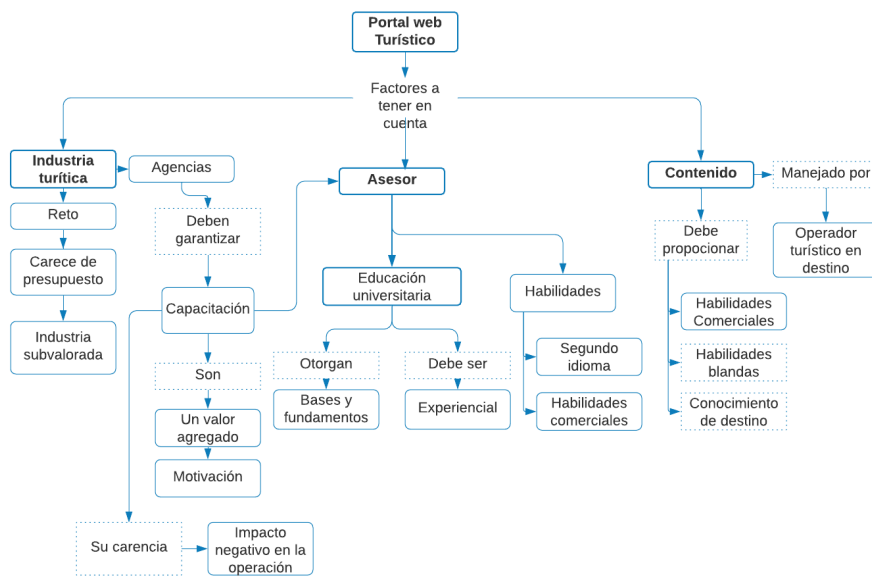 Portal web
Turístico
Factores a
tener en
cuenta
Industria
turítica
Agencias
Asesor
Contenido
Manejado por
Reto
Deben
garantizar
Debe
propocionar
Operador
turístico en
destino
Carece de
presupuesto
Educación
universitaria
Habilidades
Capacitación
Habilidades
Comerciales
Industria
subvalorada
Otorgan
Debe ser
Segundo
idioma
Habilidades
blandas
Son
Bases y
fundamentos
Experiencial
Habilidades
comerciales
Conocimiento
de destino
Un valor
agregado
Motivación
Su carencia
Impacto
negativo en la
operación